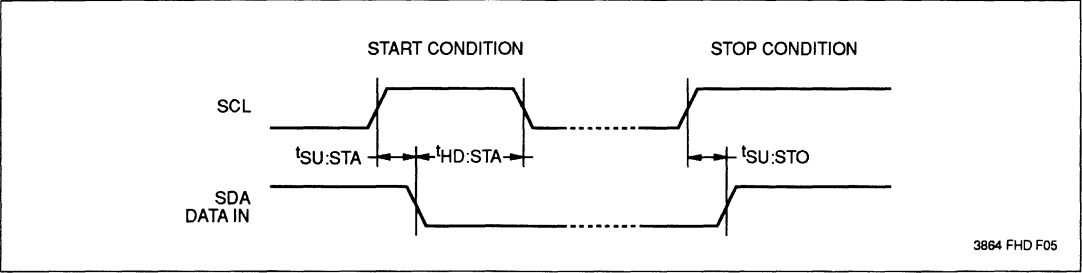 START CONDITION STOP CONDITION
SCL
tSU:STA tHD:STA tSU:STO
SDA
DATA IN
3864 FHD F05